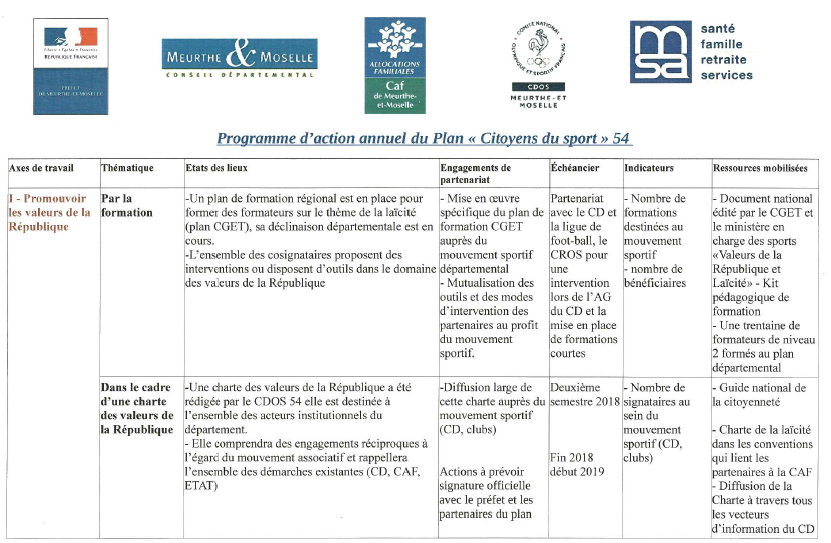 Liberté • Égalité • Fraternité
RÉPUBLIQUE FRANÇAISE
PRÉFET
DE MEURTHE-ET-MOSELLE
MEURTHE & MOSELLE
CONSEIL DÉPARTEMENTAL
ALLOCATIONS
FAMILIALES
Caf
de Meurthe-
et-Moselle
COMITÉ NATIONAL
OLYMPIQUE ET SPORTIF FRANÇAIS
CDOS
MEURTHE-ET
MOSELLE
msa
santé
famille
retraite
services
Programme d'action annuel du Plan « Citoyens du sport » 54
Axes de travail
Thématique
Etats des lieux
Engagements de
partenariat
Échéancier
Indicateurs
Ressources mobilisées
I - Promouvoir
les valeurs de la
République
Par la
formation
-Un plan de formation régional est en place pour
former des formateurs sur le thème de la laïcité
(plan CGET), sa déclinaison départementale est en
cours.
-L'ensemble des cosignataires proposent des
interventions ou disposent d'outils dans le domaine
des valeurs de la République
- Mise en œuvre
spécifique du plan de
formation CGET
auprès du
mouvement sportif
départemental
- Mutualisation des
outils et des modes
d'intervention des
partenaires au profit
du mouvement
sportif.
Partenariat
avec le CD et
la ligue de
foot-ball, le
CROS pour
une
intervention
lors de l'AG
du CD et la
mise en place
de formations
courtes
- Nombre de
formations
destinées au
mouvement
sportif
- nombre de
bénéficiaires
- Document national
édité par le CGET et
le ministère en
charge des sports
«Valeurs de la
République et
Laïcité» - Kit
pédagogique de
formation
- Une trentaine de
formateurs de niveau
2 formés au plan
départemental
Dans le cadre
d'une charte
des valeurs de
la République
-Une charte des valeurs de la République a été
rédigée par le CDOS 54 elle est destinée à
l'ensemble des acteurs institutionnels du
département.
- Elle comprendra des engagements réciproques à
l'égard du mouvement associatif et rappellera
l'ensemble des démarches existantes (CD, CAF,
ETAT)
-Diffusion large de
cette charte auprès du
mouvement sportif
(CD, clubs)
Actions à prévoir
signature officielle
avec le préfet et les
partenaires du plan
Deuxième
semestre 2018
Fin 2018
début 2019
- Nombre de
signataires au
sein du
mouvement
sportif (CD,
clubs)
- Guide national de
la citoyenneté
- Charte de la laïcité
dans les conventions
qui lient les
partenaires à la CAF
- Diffusion de la
Charte à travers tous
les vecteurs
d'information du CD